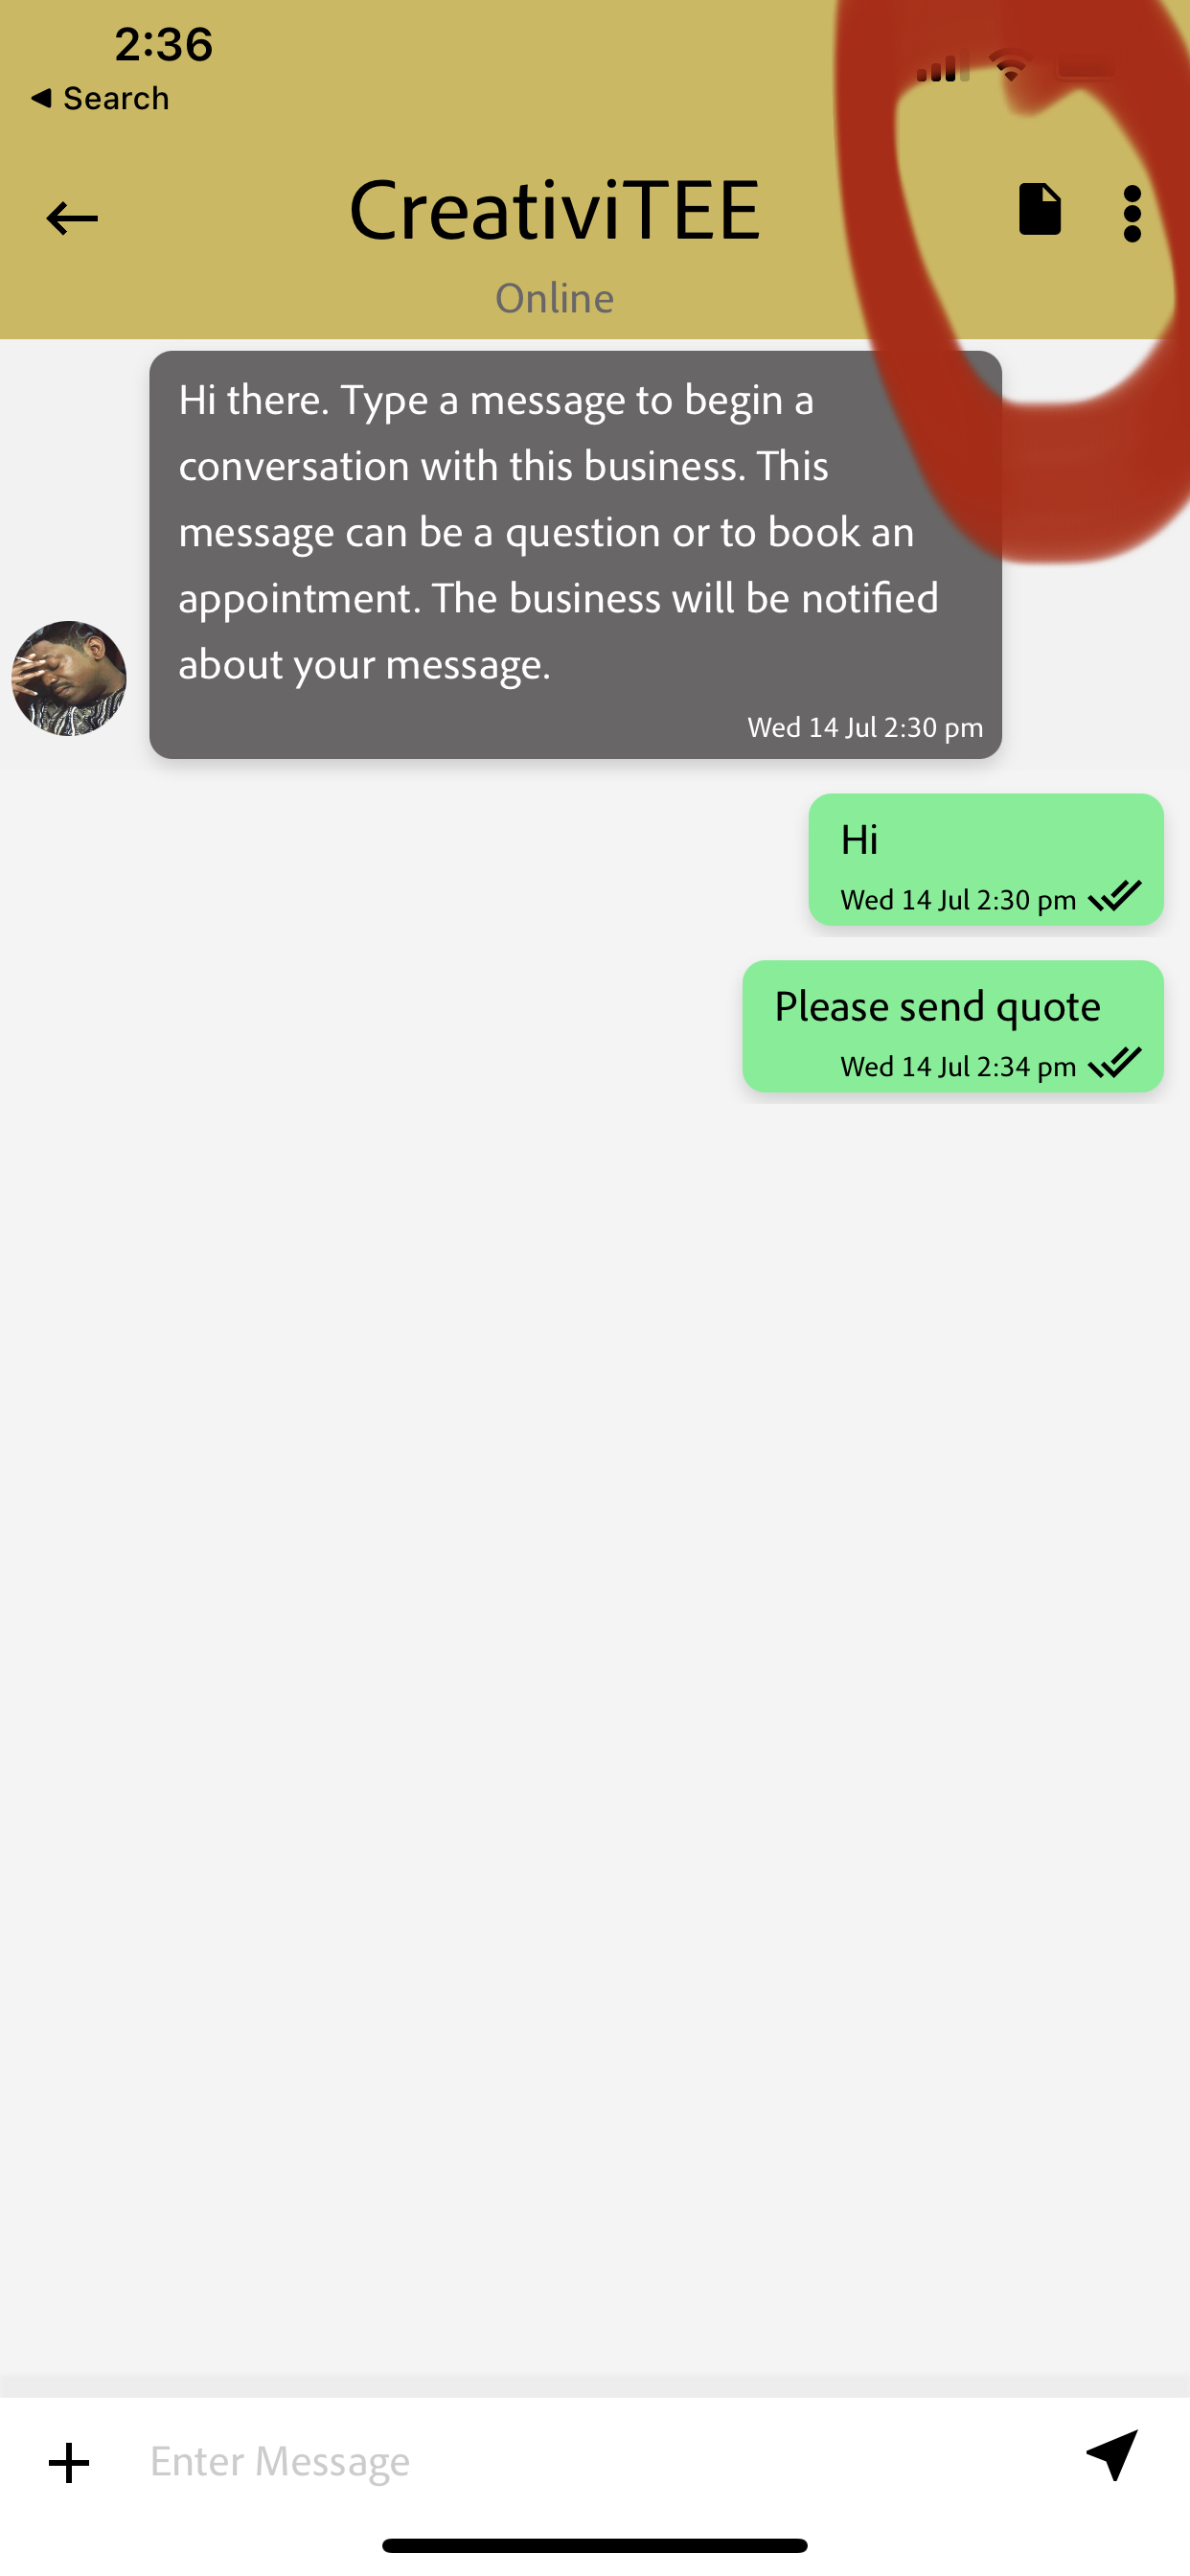 2:36
Search
CreativiTEE
Online
Hi there. Type a message to begin a
conversation with this business. This
message can be a question or to book an
appointment. The business will be notified
about your message.
Wed 14 Jul 2:30 pm
Hi
Wed 14 Jul 2:30 pm
Please send quote
Wed 14 Jul 2:34 pm
Enter Message